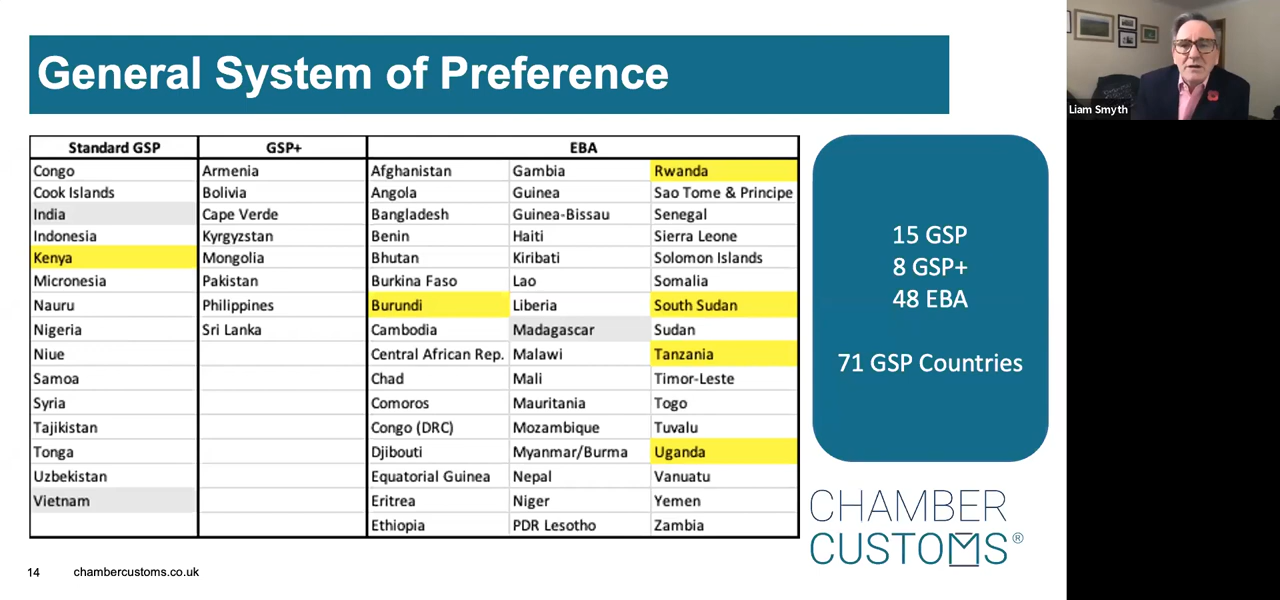 General System of Preference
Liam Smyth
Standard GSP GSP+ EBA
Congo Armenia Afghanistan Gambia Rwanda
Cook Islands Bolivia Angola Guinea Sao Tome & Principe
India Cape Verde Bangladesh Guinea-Bissau Senegal
Indonesia Kyrgyzstan Benin Haiti Sierra Leone
Kenya Mongolia Bhutan Kiribati Solomon Islands
Micronesia Pakistan Burkina Faso Lao Somalia
Nauru Philippines Burundi Liberia South Sudan
Nigeria Sri Lanka Cambodia Madagascar Sudan
Niue Central African Rep. Malawi Tanzania
Samoa Chad Mali Timor-Leste
Syria Comoros Mauritania Togo
Tajikistan Congo (DRC) Mozambique Tuvalu
Tonga Djibouti Myanmar/Burma Uganda
Uzbekistan Equatorial Guinea Nepal Vanuatu
Vietnam Eritrea Niger Yemen
Ethiopia PDR Lesotho Zambia
15 GSP
8 GSP+
48 EBA
71 GSP Countries
CHAMBER
CUSTOMS®
14 chambercustoms.co.uk